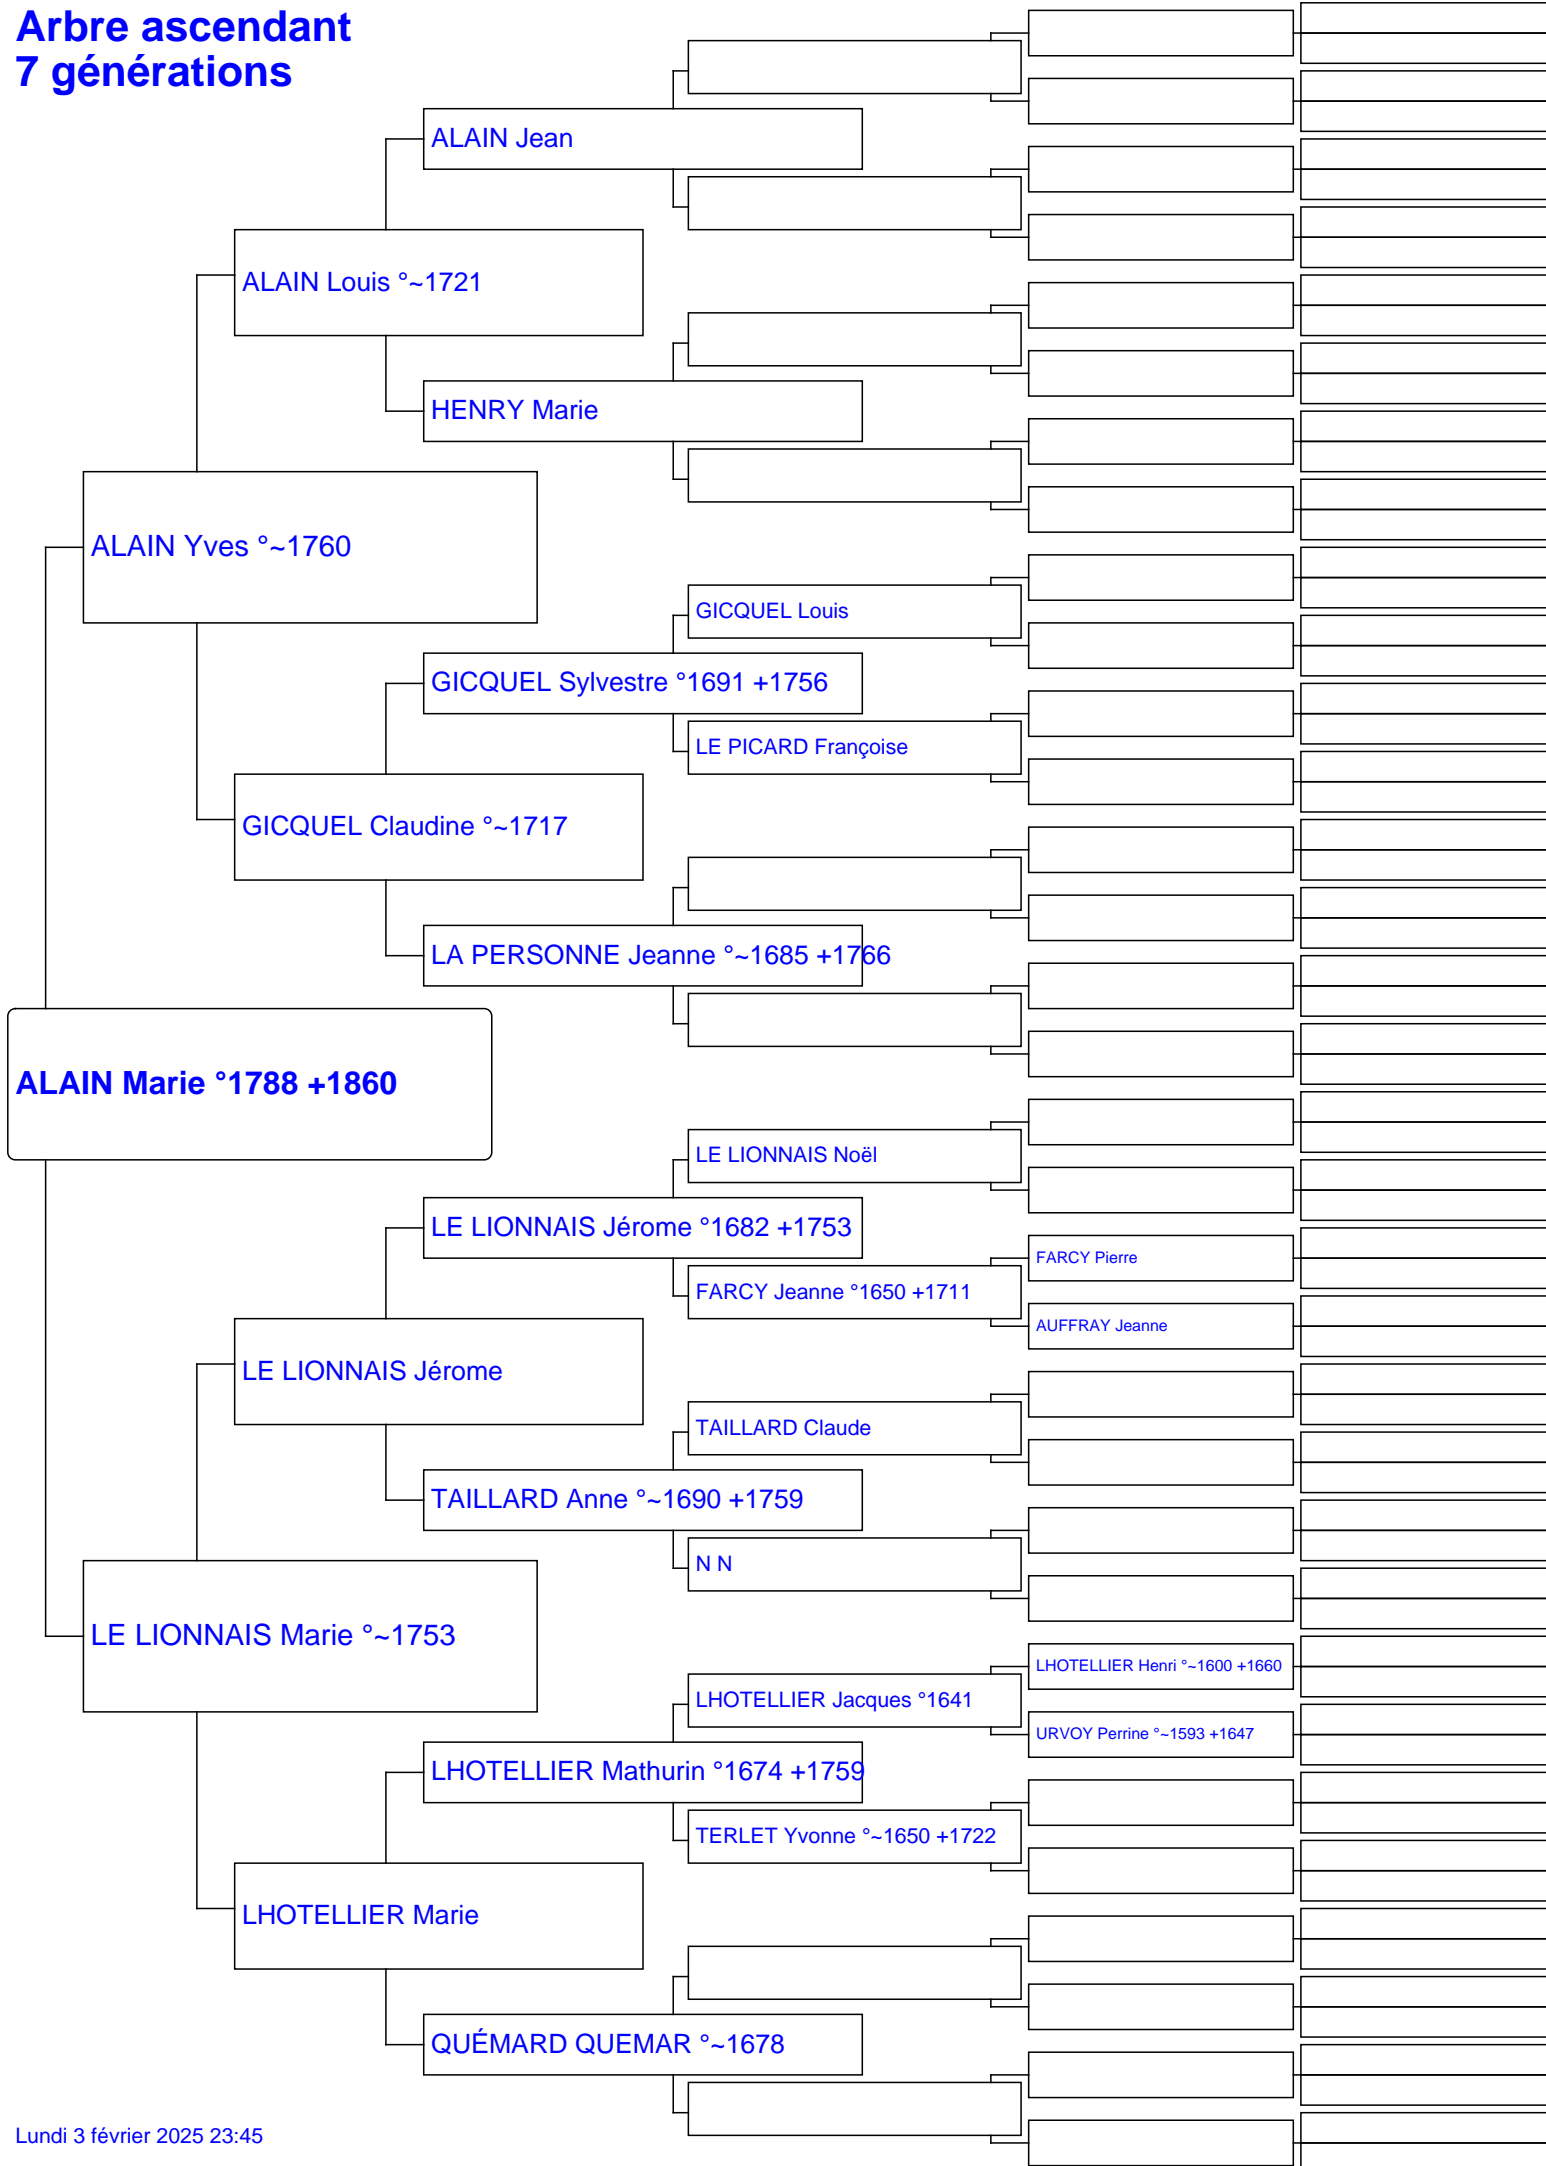 Arbre ascendant
7 générations
ALAIN Jean
ALAIN Louis °~1721
HENRY Marie
ALAIN Yves °~1760
GICQUEL Louis
GICQUEL Sylvestre °1691 +1756
LE PICARD Françoise
GICQUEL Claudine °~1717
LA PERSONNE Jeanne °~1685 +1766
ALAIN Marie °1788 +1860
LE LIONNAIS Noël
LE LIONNAIS Jérome °1682 +1753
FARCY Pierre
FARCY Jeanne °1650 +1711
AUFFRAY Jeanne
LE LIONNAIS Jérome
TAILLARD Claude
TAILLARD Anne °~1690 +1759
N N
LE LIONNAIS Marie °~1753
LHOTELLIER Henri °~1600 +1660
LHOTELLIER Jacques °1641
URVOY Perrine °~1593 +1647
LHOTELLIER Mathurin °1674 +1759
TERLET Yvonne °~1650 +1722
LHOTELLIER Marie
QUÉMARD QUEMAR °~1678
Lundi 3 février 2025 23:45